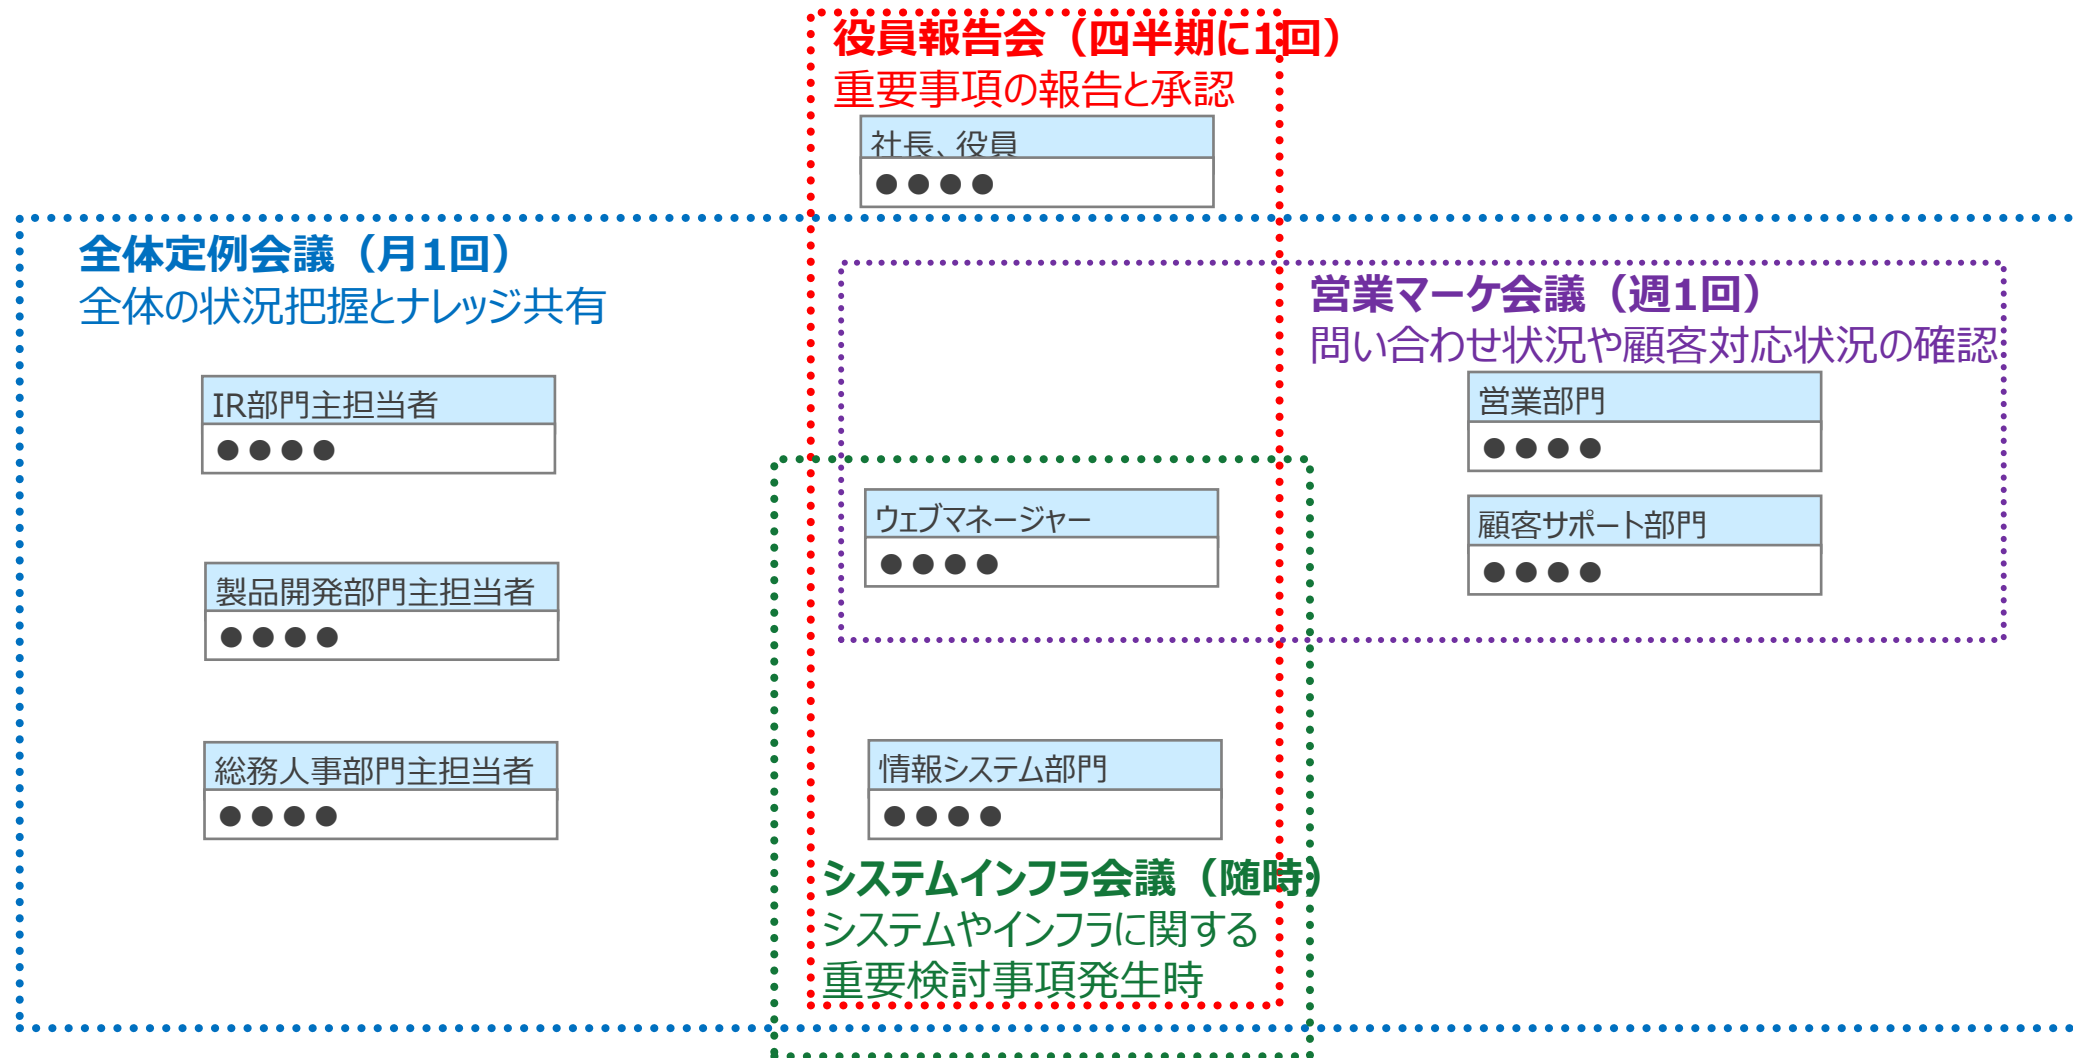 役員報告会（四半期に1回）
重要事項の報告と承認
社長、役員
●●●●
全体定例会議（月1回）
全体の状況把握とナレッジ共有
営業マーケ会議（週1回）
問い合わせ状況や顧客対応状況の確認
IR部門主担当者
●●●●
営業部門
●●●●
ウェブマネージャー
●●●●
顧客サポート部門
●●●●
製品開発部門主担当者
●●●●
総務人事部門主担当者
●●●●
情報システム部門
●●●●
システムインフラ会議（随時）
システムやインフラに関する
重要検討事項発生時